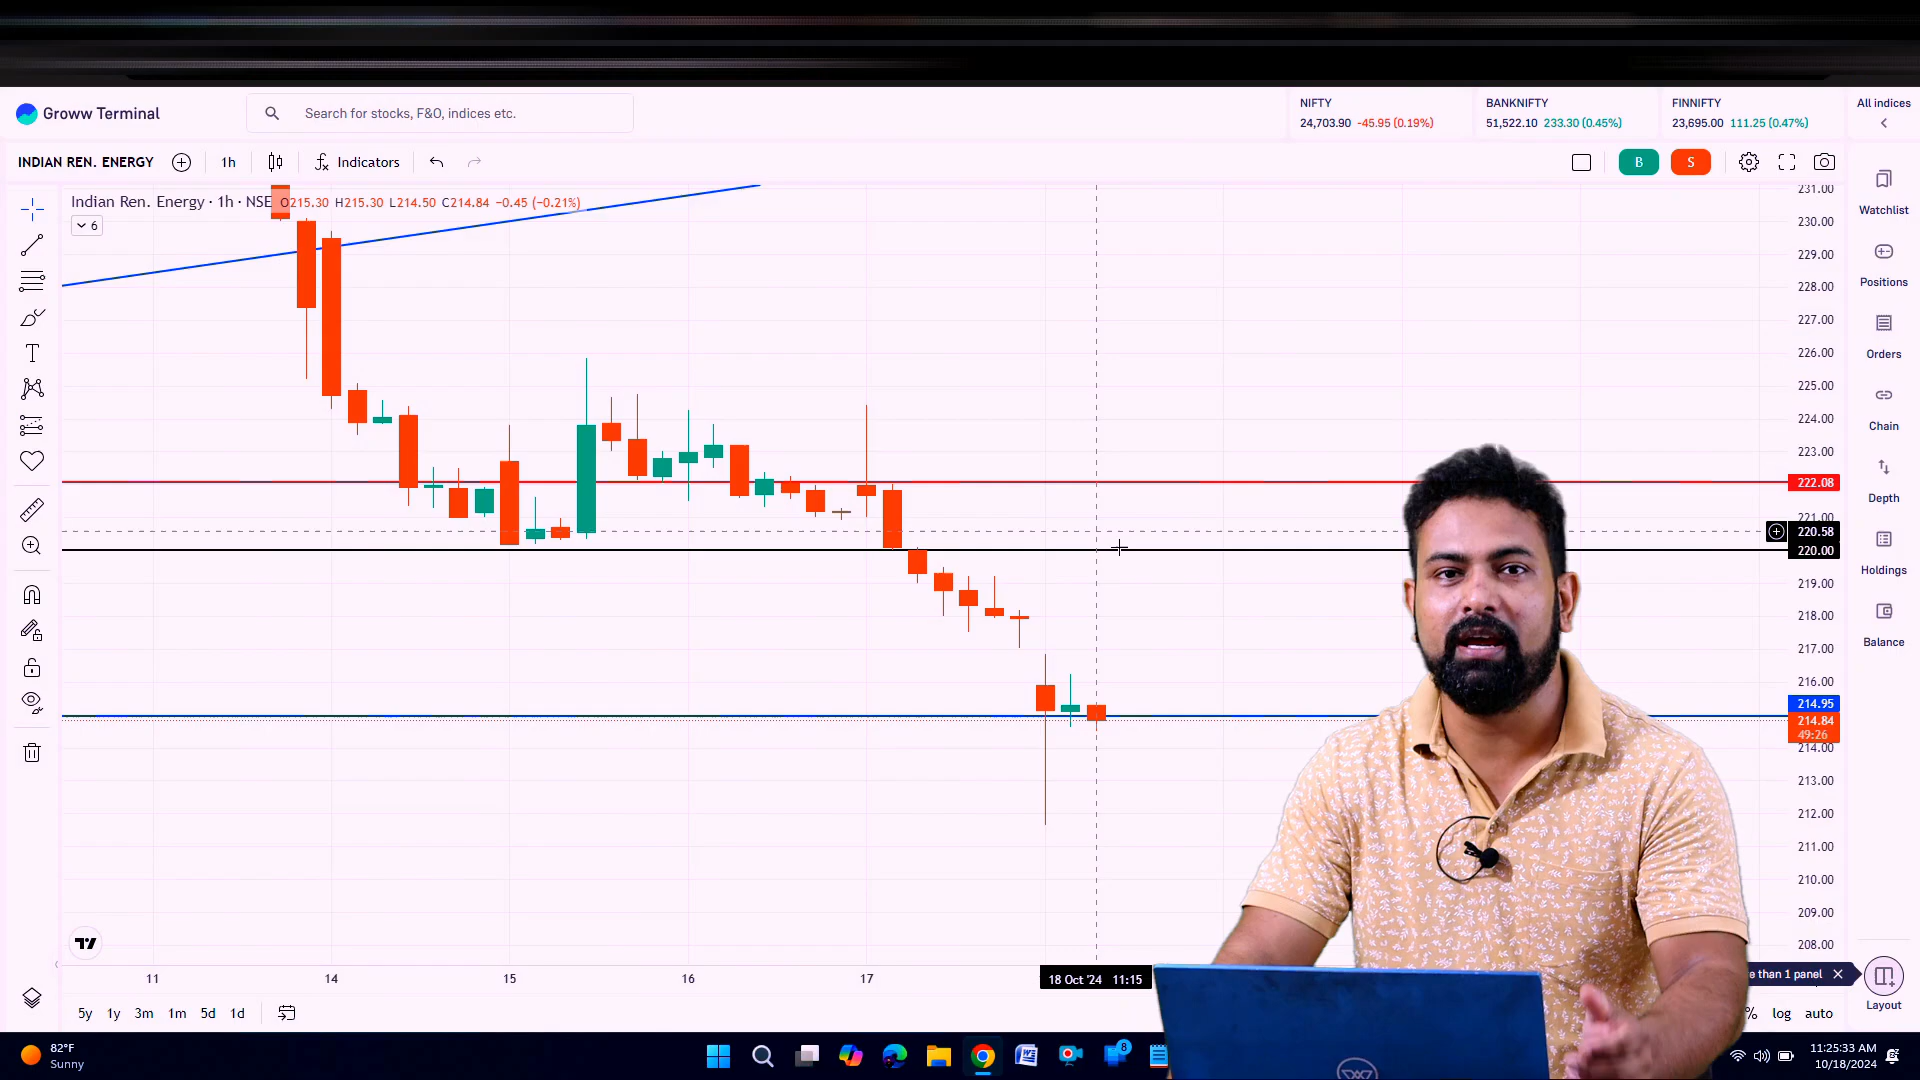 Groww Terminal
Search for stocks, F&O, indices etc.
NIFTY
24,703.90 -45.95 (0.19%)
BANKNIFTY
51,522.10 233.30 (0.45%)
FINNIFTY
23,695.00 111.25 (0.47%)
All indices
INDIAN REN. ENERGY
1h
Indicators
B
S
Indian Ren. Energy · 1h · NSE O215.30 H215.30 L214.50 C214.84 −0.45 (−0.21%)
6
Watchlist
Positions
Orders
Chain
Depth
Holdings
Balance
231.00
230.00
229.00
228.00
227.00
226.00
225.00
224.00
223.00
222.08
221.00
220.58
220.00
219.00
218.00
217.00
216.00
214.95
214.84
49:26
214.00
213.00
212.00
211.00
210.00
209.00
208.00
11
14
15
16
17
18 Oct '24 11:15
e than 1 panel
Layout
5y
1y
3m
1m
5d
1d
%
log
auto
82°F
Sunny
8
11:25:33 AM
10/18/2024